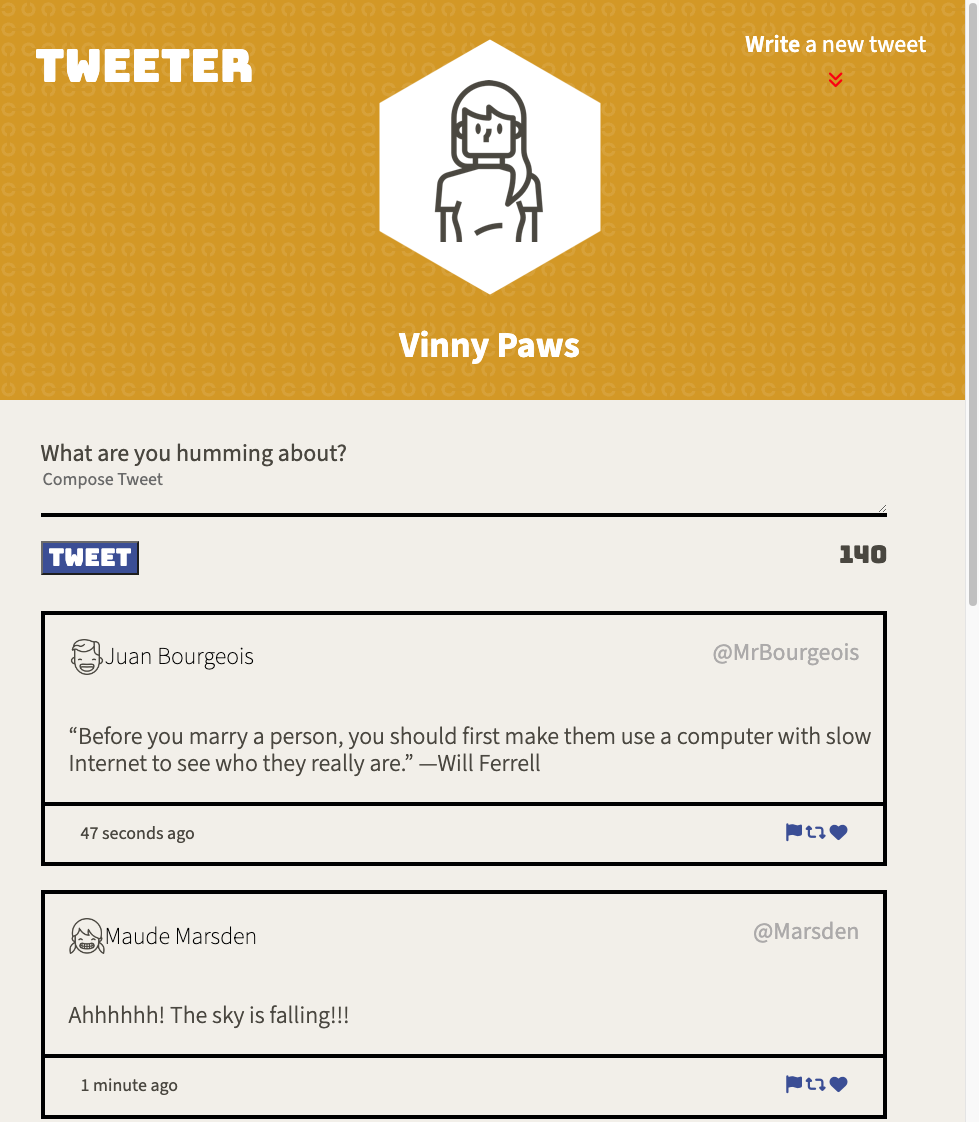 TWEETER
Write a new tweet
Vinny Paws
What are you humming about?
Compose Tweet
TWEET
140
Juan Bourgeois
@MrBourgeois
“Before you marry a person, you should first make them use a computer with slow
Internet to see who they really are.” —Will Ferrell
47 seconds ago
Maude Marsden
@Marsden
Ahhhhhh! The sky is falling!!!
1 minute ago